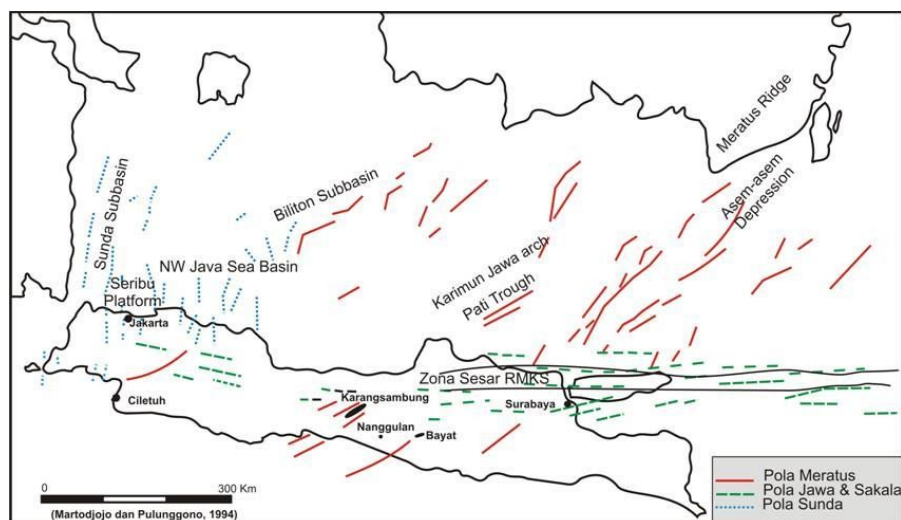 Meratus Ridge
Biliton Subbasin
Asem-asem
Depression
Sunda Subbasin
NW Java Sea Basin
Karimun Jawa arch
Seribu
Platform
Pati Trough
Jakarta
Zona Sesar RMKS
Ciletuh
Karangsambung
Surabaya
Nanggulan
Bayat
0
300 Km
(Martodjojo dan Pulunggono, 1994)
Pola Meratus
Pola Jawa & Sakala
Pola Sunda